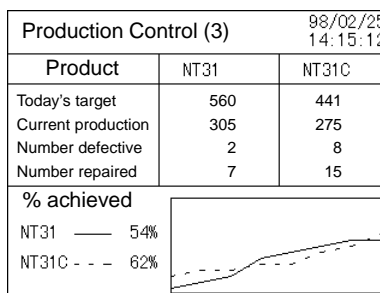 Production Control (3) 98/02/25
14:15:12
Product NT31 NT31C
Today's target 560 441
Current production 305 275
Number defective 2 8
Number repaired 7 15
% achieved
NT31 —— 54%
NT31C - - - 62%